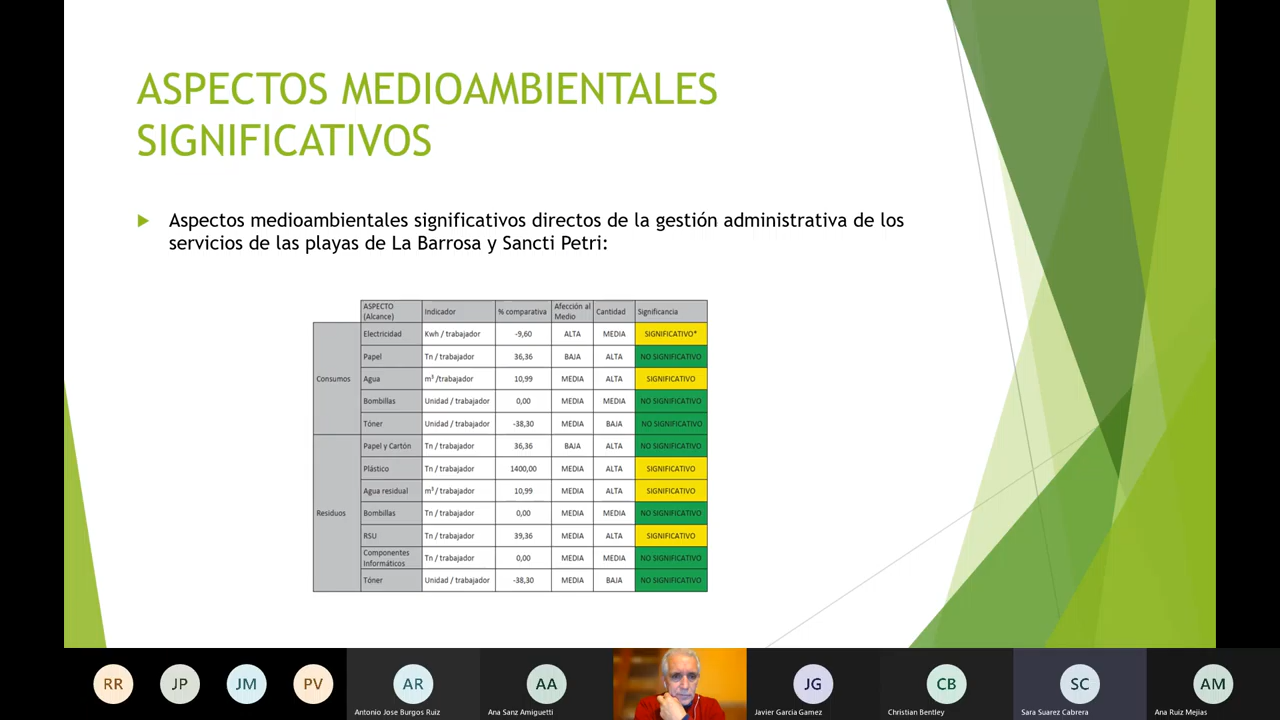 ASPECTOS MEDIOAMBIENTALES
SIGNIFICATIVOS
Aspectos medioambientales significativos directos de la gestión administrativa de los
servicios de las playas de La Barrosa y Sancti Petri:
ASPECTO (Alcance) Indicador % comparativa Afección al Medio Cantidad Significancia
Consumos
Electricidad Kwh / trabajador -9,60 ALTA MEDIA SIGNIFICATIVO*
Papel Tn / trabajador 36,36 BAJA ALTA NO SIGNIFICATIVO
Agua m³ /trabajador 10,99 MEDIA ALTA SIGNIFICATIVO
Bombillas Unidad / trabajador 0,00 MEDIA MEDIA NO SIGNIFICATIVO
Tóner Unidad / trabajador -38,30 MEDIA BAJA NO SIGNIFICATIVO
Residuos
Papel y Cartón Tn / trabajador 36,36 BAJA ALTA NO SIGNIFICATIVO
Plástico Tn / trabajador 1400,00 MEDIA ALTA SIGNIFICATIVO
Agua residual m³ / trabajador 10,99 MEDIA ALTA SIGNIFICATIVO
Bombillas Tn / trabajador 0,00 MEDIA MEDIA NO SIGNIFICATIVO
RSU Tn / trabajador 39,36 MEDIA ALTA SIGNIFICATIVO
Componentes Informáticos Tn / trabajador 0,00 MEDIA MEDIA NO SIGNIFICATIVO
Tóner Unidad / trabajador -38,30 MEDIA BAJA NO SIGNIFICATIVO
RR JP JM PV AR AA JG CB SC AM
Antonio Jose Burgos Ruiz Ana Sanz Amiguetti Javier Garcia Gamez Christian Bentley Sara Suarez Cabrera Ana Ruiz Mejias